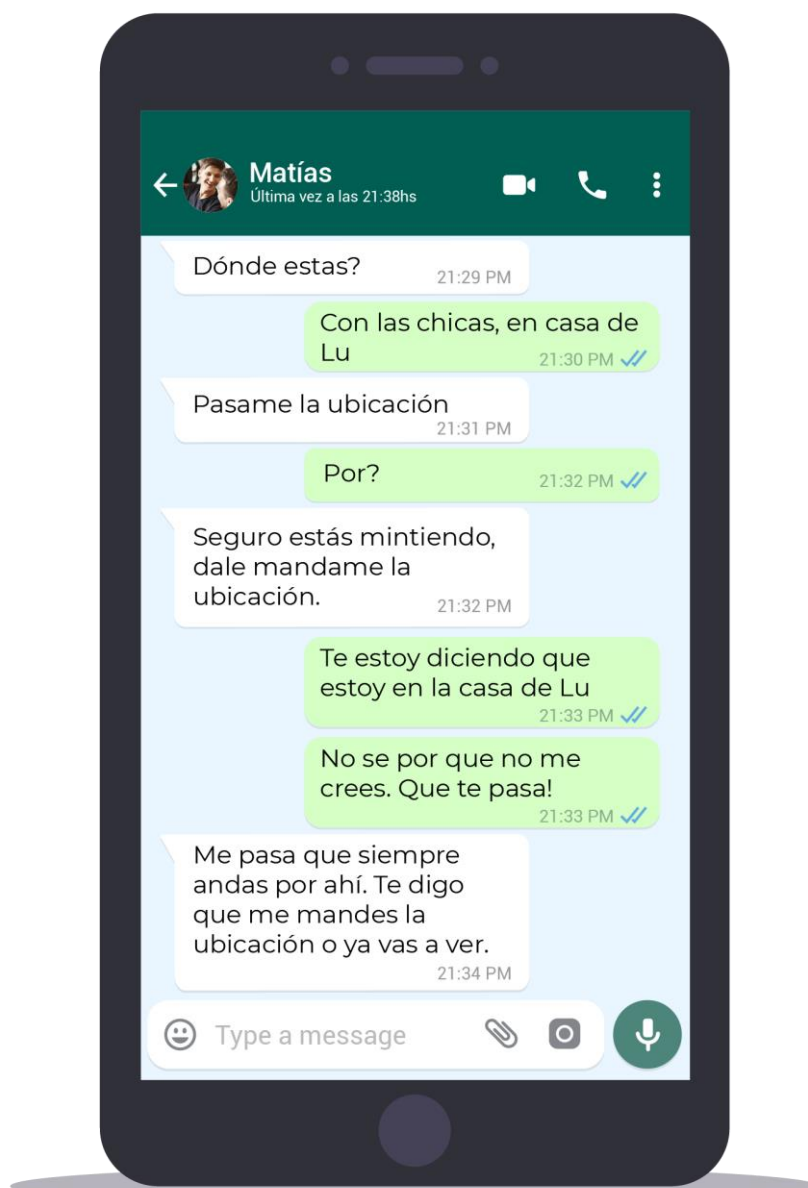 Matías
Última vez a las 21:38hs
Dónde estas?
21:29 PM
Con las chicas, en casa de
Lu
21:30 PM
Pasame la ubicación
21:31 PM
Por?
21:32 PM
Seguro estás mintiendo,
dale mandame la
ubicación.
21:32 PM
Te estoy diciendo que
estoy en la casa de Lu
21:33 PM
No se por que no me
crees. Que te pasa!
21:33 PM
Me pasa que siempre
andas por ahí. Te digo
que me mandes la
ubicación o ya vas a ver.
21:34 PM
Type a message